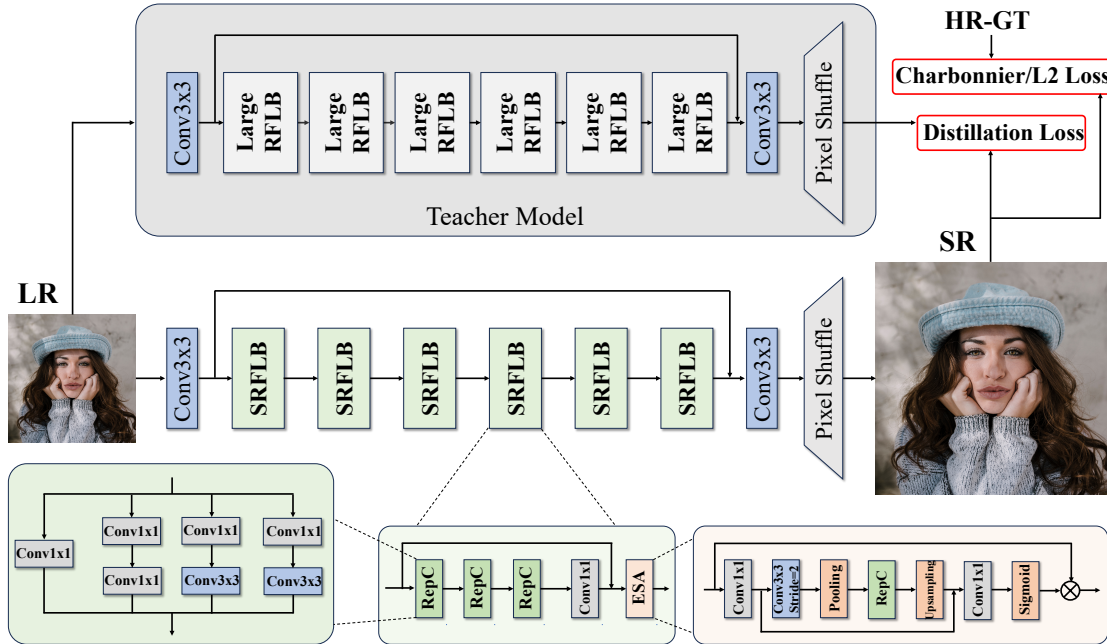 HR-GT
Charbonnier/L2 Loss
Distillation Loss
Conv3x3
Large
RFLB
Large
RFLB
Large
RFLB
Large
RFLB
Large
RFLB
Large
RFLB
Conv3x3
Pixel Shuffle
Teacher Model
LR
SR
Conv3x3
SRFLB
SRFLB
SRFLB
SRFLB
SRFLB
SRFLB
Conv3x3
Pixel Shuffle
Conv1x1
Conv1x1
Conv1x1
Conv1x1
Conv1x1
Conv3x3
Conv3x3
RepC
RepC
RepC
Conv1x1
ESA
Conv1x1
Conv3x3
Stride=2
Pooling
RepC
Upsampling
Conv1x1
Sigmoid